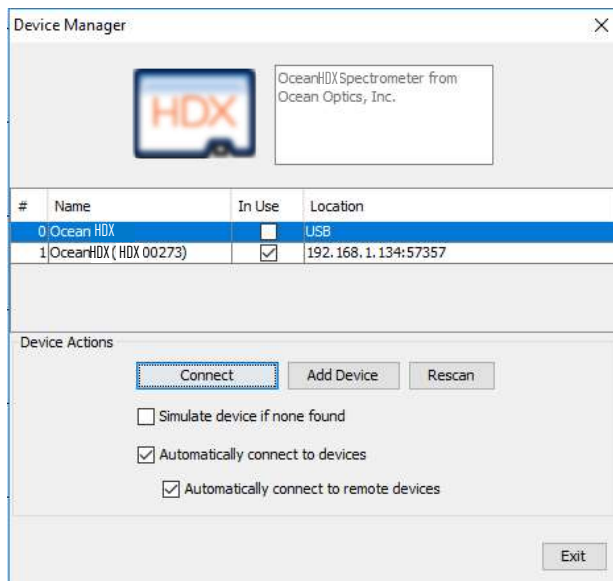 Device Manager
HDX
OceanHDX Spectrometer from
Ocean Optics, Inc.
# Name In Use Location
0 Ocean HDX USB
1 OceanHDX ( HDX 00273) 192.168.1.134:57357
Device Actions
Connect Add Device Rescan
Simulate device if none found
Automatically connect to devices
Automatically connect to remote devices
Exit